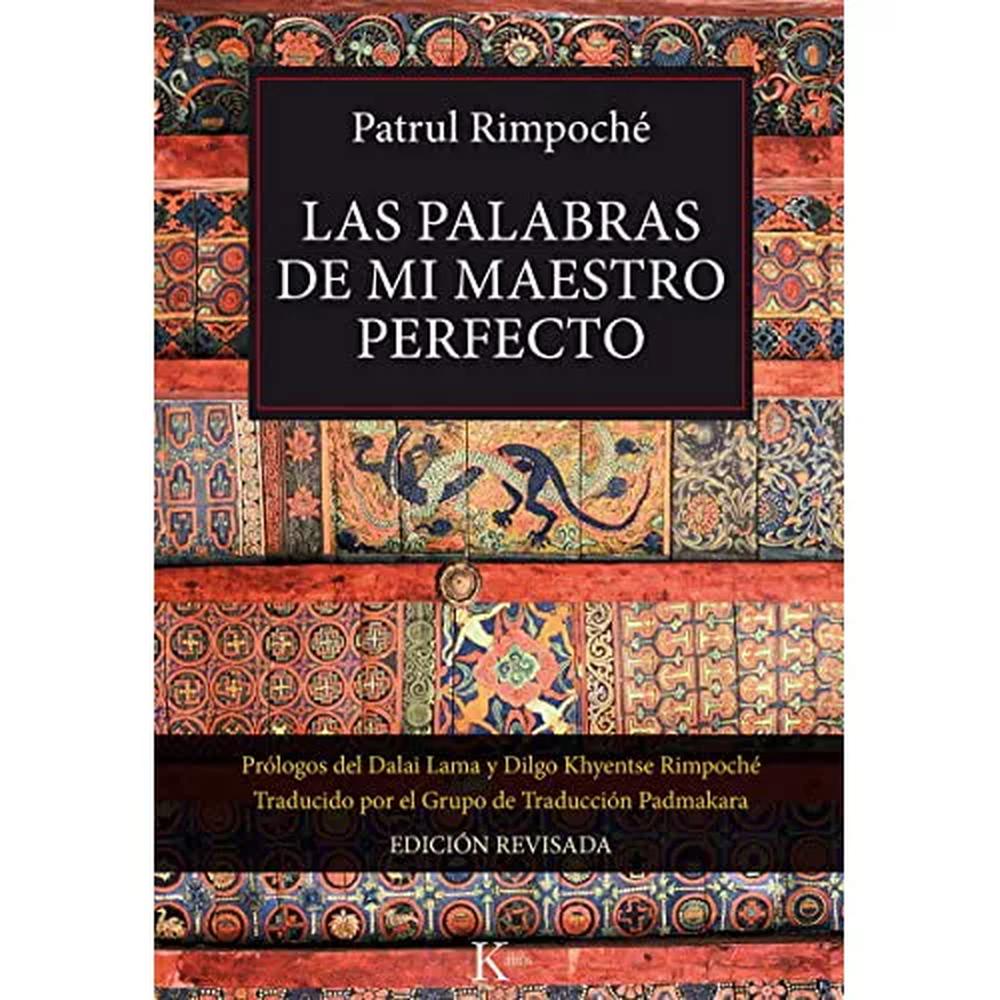 Patrul Rimpoché
LAS PALABRAS
DE MI MAESTRO
PERFECTO
Prólogos del Dalai Lama y Dilgo Khyentse Rimpoché
Traducido por el Grupo de Traducción Padmakara
EDICIÓN REVISADA
K